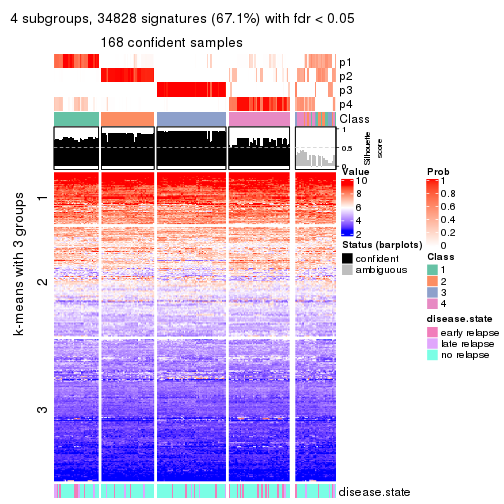 4 subgroups, 34828 signatures (67.1%) with fdr < 0.05
168 confident samples
p1
p2
p3
p4
Class
1
0.5
0
Silhouette
score
k-means with 3 groups
1
2
3
Value
10
8
6
4
2
Status (barplots)
confident
ambiguous
Prob
1
0.8
0.6
0.4
0.2
0
Class
1
2
3
4
disease.state
early relapse
late relapse
no relapse
disease.state